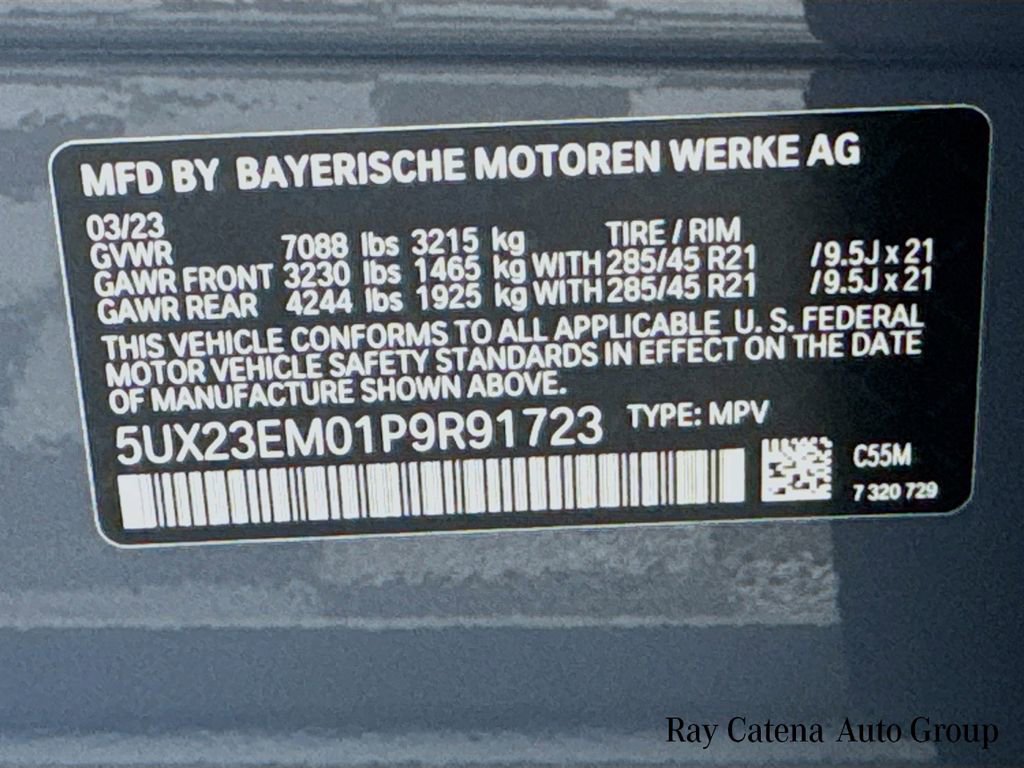 MFD BY BAYERISCHE MOTOREN WERKE AG
03/23
GVWR 7088 lbs 3215 kg TIRE / RIM
GAWR FRONT 3230 lbs 1465 kg WITH 285/45 R21 /9.5J x 21
GAWR REAR 4244 lbs 1925 kg WITH 285/45 R21 /9.5J x 21
THIS VEHICLE CONFORMS TO ALL APPLICABLE U. S. FEDERAL
MOTOR VEHICLE SAFETY STANDARDS IN EFFECT ON THE DATE
OF MANUFACTURE SHOWN ABOVE.
5UX23EM01P9R91723 TYPE: MPV
C55M
7 320 729
Ray Catena Auto Group